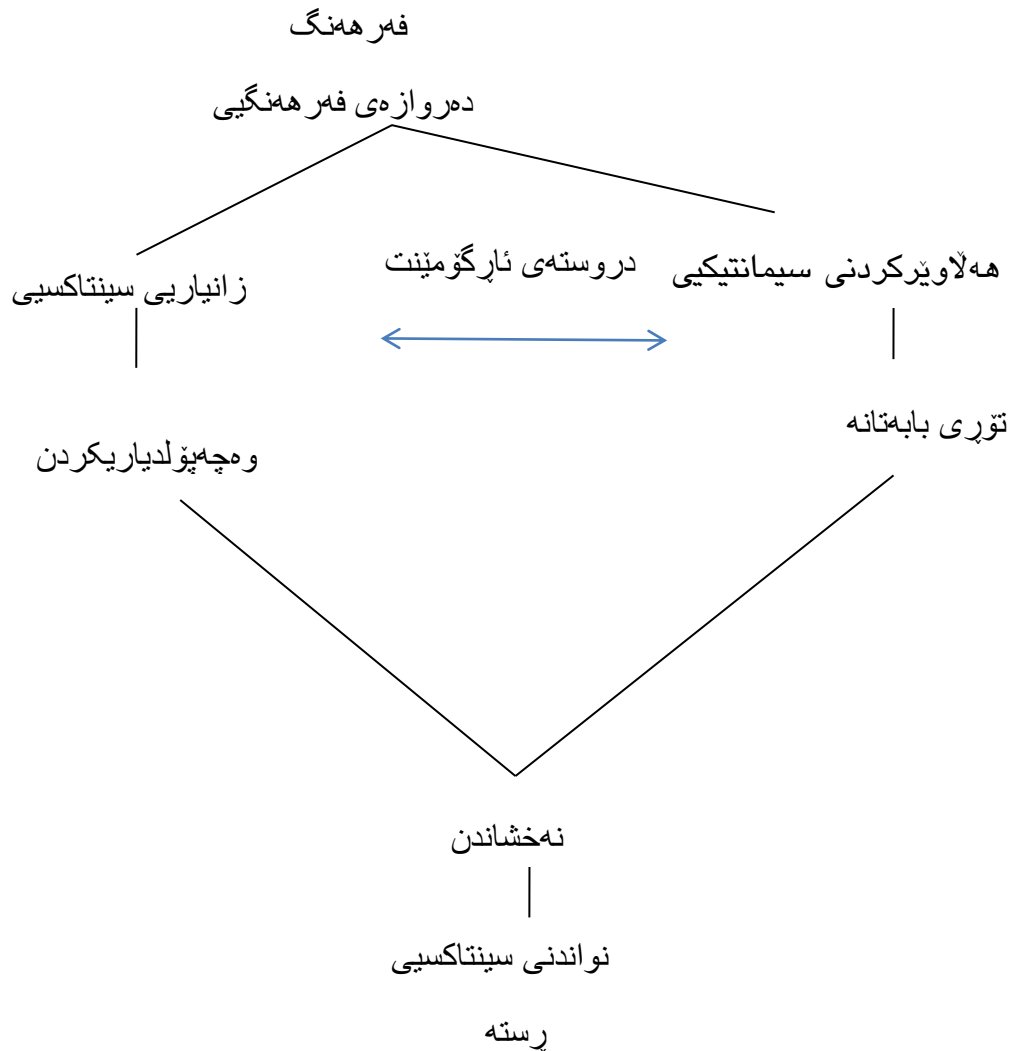 فەرهەنگ
دەروازەی فەرهەنگیی
هەڵاوێرکردنی سیمانتیکیی
دروستەی ئاڕگۆمێنت
زانیاریی سینتاکسیی
تۆڕی بابەتانە
وەچەپۆلدیاریکردن
نەخشاندن
نواندنی سینتاکسیی
ڕستە